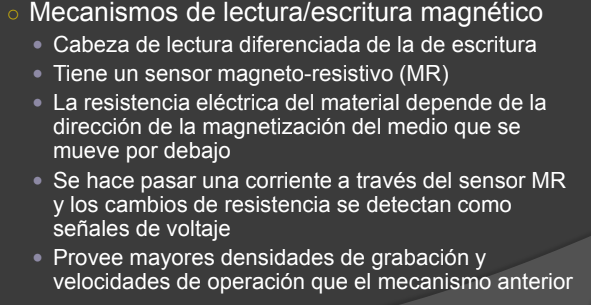 Mecanismos de lectura/escritura magnético
Cabeza de lectura diferenciada de la de escritura
Tiene un sensor magneto-resistivo (MR)
La resistencia eléctrica del material depende de la
dirección de la magnetización del medio que se
mueve por debajo
Se hace pasar una corriente a través del sensor MR
y los cambios de resistencia se detectan como
señales de voltaje
Provee mayores densidades de grabación y
velocidades de operación que el mecanismo anterior